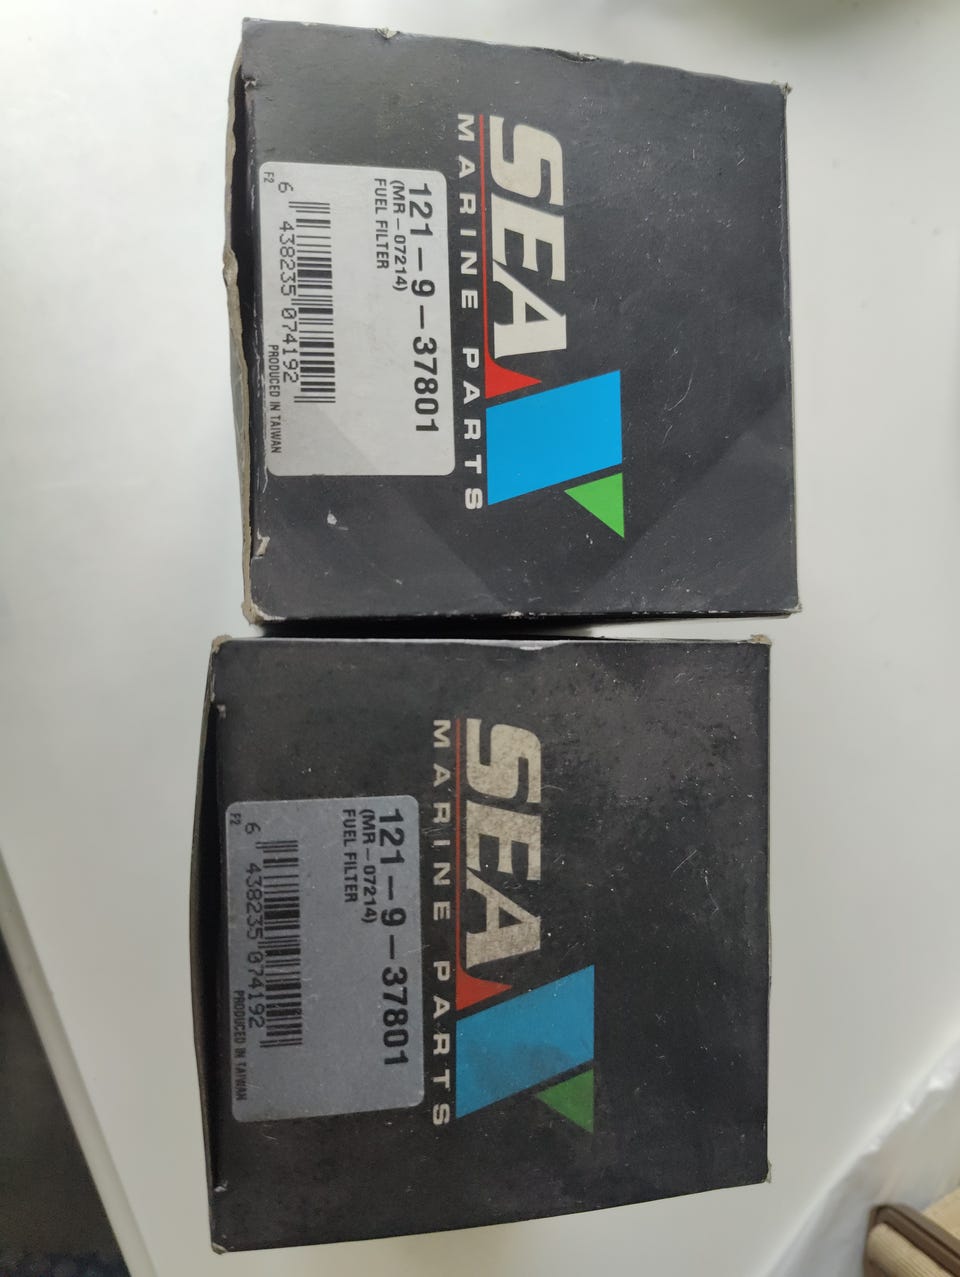 SEA
MARINE PARTS
121-9-37801
(MR-07214)
FUEL FILTER
6 438235 074192
F2 PRODUCED IN TAIWAN
SEA
MARINE PARTS
121-9-37801
(MR-07214)
FUEL FILTER
6 438235 074192
F2 PRODUCED IN TAIWAN